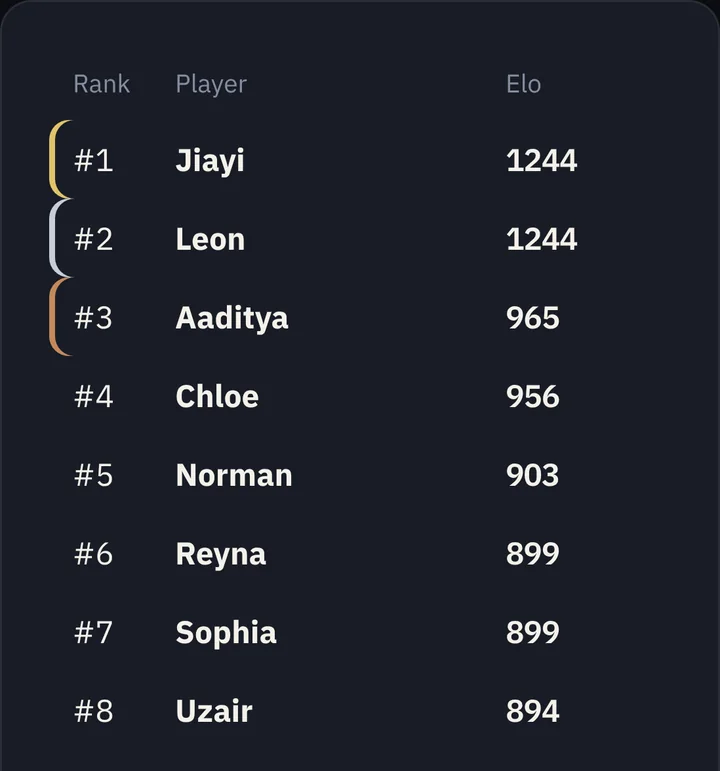 Rank Player Elo
#1 Jiayi 1244
#2 Leon 1244
#3 Aaditya 965
#4 Chloe 956
#5 Norman 903
#6 Reyna 899
#7 Sophia 899
#8 Uzair 894